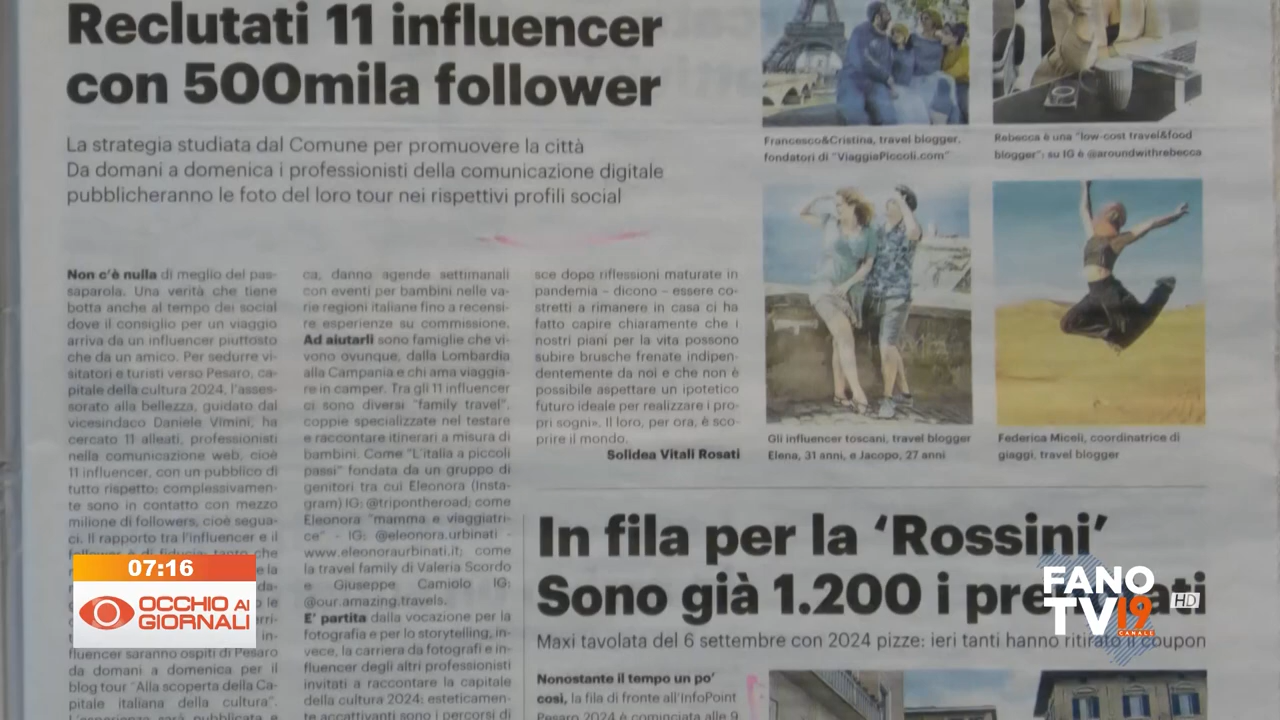 Reclutati 11 influencer
con 500mila follower
La strategia studiata dal Comune per promuovere la città
Da domani a domenica i professionisti della comunicazione digitale
pubblicheranno le foto del loro tour nei rispettivi profili social
Non c'è nulla di meglio del pas-
saparola. Una verità che tiene
botta anche al tempo dei social
dove il consiglio per un viaggio
arriva da un influencer piuttosto
che da un amico. Per sedurre vi-
sitatori e turisti verso Pesaro, ca-
pitale della cultura 2024, l'asses-
sorato alla bellezza, guidato dal
vicesindaco Daniele Vimini, ha
cercato 11 alleati, professionisti
nella comunicazione web, cioè
11 influencer, con un pubblico di
tutto rispetto: complessivamen-
te sono in contatto con mezzo
milione di followers, cioè segua-
ci. Il rapporto tra l'influencer e il
follower è di fiducia: tanto che
fluencer saranno ospiti di Pesaro
da domani a domenica per il
blog tour "Alla scoperta della Ca-
pitale italiana della cultura".
L'esperienza sarà pubblicata e
ca, danno agende settimanali
con eventi per bambini nelle va-
rie regioni italiane fino a recensi-
re esperienze su commissione.
Ad aiutarli sono famiglie che vi-
vono ovunque, dalla Lombardia
alla Campania e chi ama viaggia-
re in camper. Tra gli 11 influencer
ci sono diversi "family travel",
coppie specializzate nel testare
e raccontare itinerari a misura di
bambini. Come "L'italia a piccoli
passi" fondata da un gruppo di
genitori tra cui Eleonora (Insta-
gram) IG: @tripontheroad; come
Eleonora "mamma e viaggiatri-
ce" - IG: @eleonora.urbinati -
www.eleonoraurbinati.it; come
la travel family di Valeria Scordo
e Giuseppe Camiolo IG:
@our.amazing.travels.
E' partita dalla vocazione per la
fotografia e per lo storytelling, in-
vece, la carriera da fotografi e in-
fluencer degli altri professionisti
invitati a raccontare la capitale
della cultura 2024: esteticamen-
te accattivanti sono i percorsi di
sce dopo riflessioni maturate in
pandemia – dicono – essere co-
stretti a rimanere in casa ci ha
fatto capire chiaramente che i
nostri piani per la vita possono
subire brusche frenate indipen-
dentemente da noi e che non è
possibile aspettare un ipotetico
futuro ideale per realizzare i pro-
pri sogni». Il loro, per ora, è sco-
prire il mondo.
Solidea Vitali Rosati
Francesco&Cristina, travel blogger,
fondatori di "ViaggiaPiccoli.com"
Rebecca è una "low-cost travel&food
blogger": su IG è @aroundwithrebecca
Gli influencer toscani, travel blogger
Elena, 31 anni, e Jacopo, 27 anni
Federica Miceli, coordinatrice di
giaggi, travel blogger
In fila per la 'Rossini'
Sono già 1.200 i
Maxi tavolata del 6 settembre con 2024 pizze: ieri tanti hanno ritirato il coupon
Nonostante il tempo un po'
così, la fila di fronte all'InfoPoint
Pesaro 2024 è cominciata alle 9
07:16
OCCHIO AI
GIORNALI
FANO
TV 19 HD
CANALE